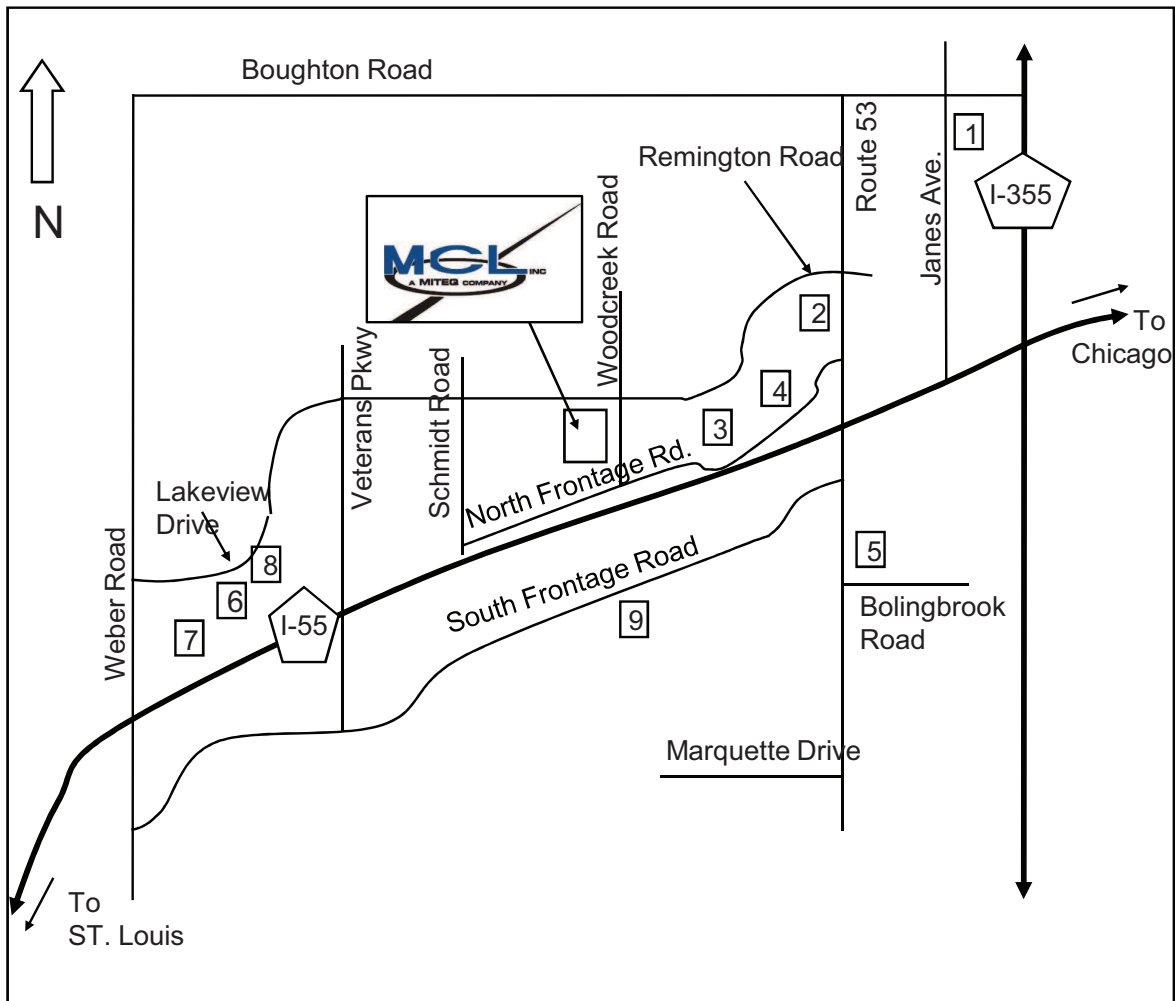 Boughton Road
N
Remington Road
Route 53
Janes Ave.
1
I-355
MCL INC
A MITEQ COMPANY
Woodcreek Road
2
To
Chicago
Veterans Pkwy
Schmidt Road
4
3
North Frontage Rd.
Lakeview
Drive
Weber Road
8
6
7
I-55
South Frontage Road
9
5
Bolingbrook
Road
Marquette Drive
To
ST. Louis